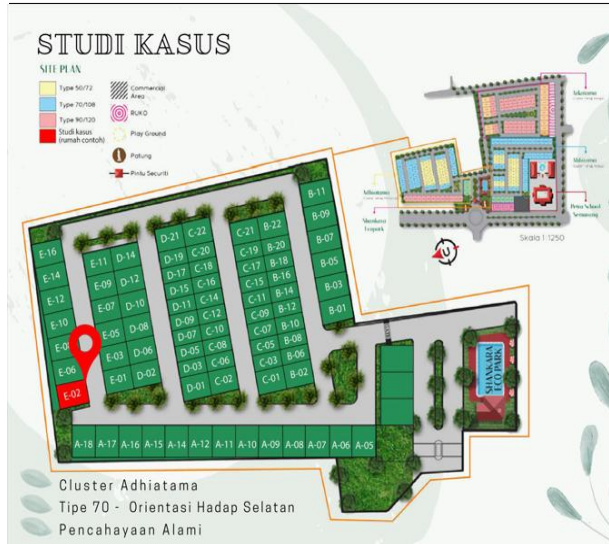 STUDI KASUS
SITE PLAN
Type 50/72
Type 70/108
Type 90/120
Studi kasus
(rumah contoh)
Commercial
Area
RUKO
Play Ground
Patung
Pintu Securiti
Adhiatama
Skala 1:1250
E-16
E-14
E-12
E-10
E-06
E-02
E-11 D-14
E-09 D-12
E-07 D-10
E-05 D-08
E-03 D-06
E-01 D-02
D-21 C-22
D-19 C-20
D-17 C-18
D-15 C-16
D-11 C-14
D-09 C-12
D-07 C-10
D-05 C-08
D-03 C-06
D-01 C-02
C-21 B-22
C-19 B-20
C-17 B-18
C-15 B-16
C-11 B-14
C-09 B-12
C-07 B-10
C-05 B-08
C-03 B-06
C-01 B-02
B-11
B-09
B-07
B-05
B-03
B-01
SHANKARA
ECO PARK
A-18 A-17 A-16 A-15 A-14 A-12 A-11 A-10 A-09 A-08 A-07 A-06 A-05
Cluster Adhiatama
Tipe 70 - Orientasi Hadap Selatan
Pencahayaan Alami